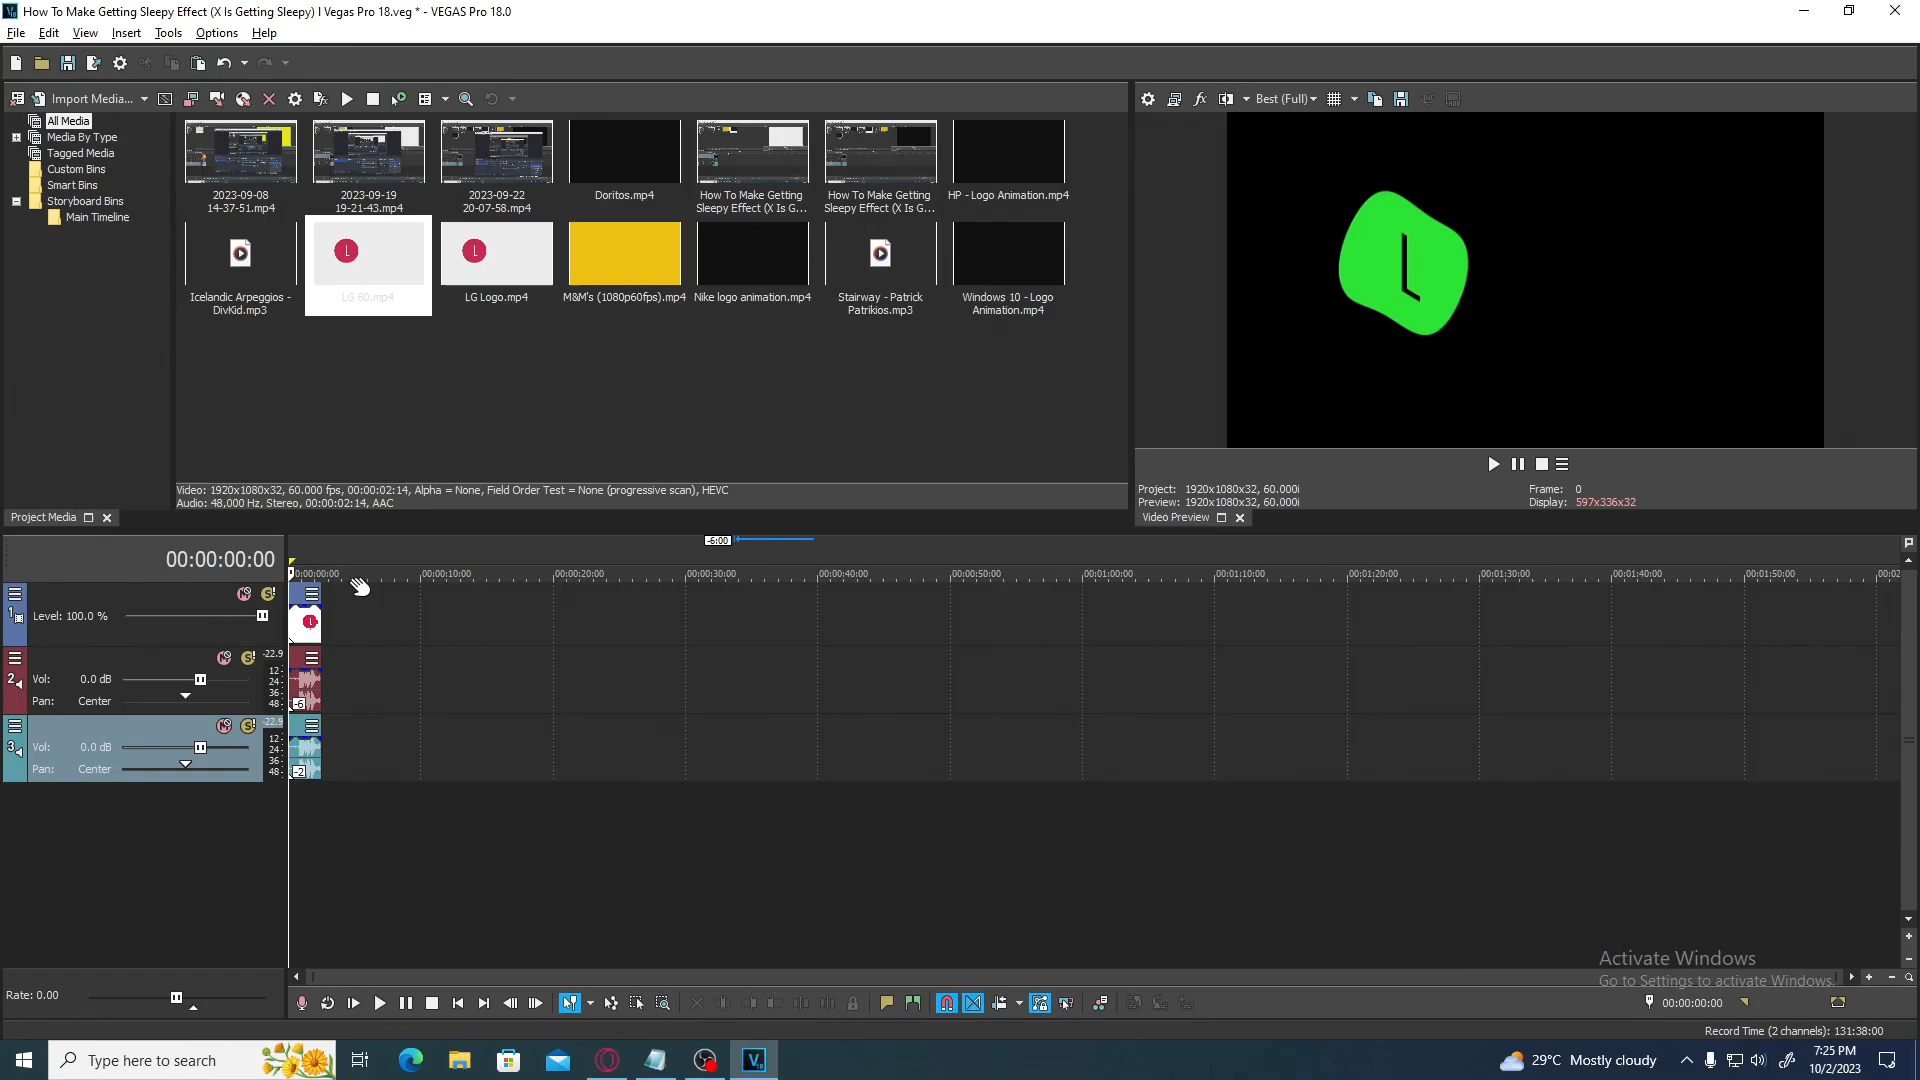 How To Make Getting Sleepy Effect (X Is Getting Sleepy) I Vegas Pro 18.veg * - VEGAS Pro 18.0
File Edit View Insert Tools Options Help
Import Media...
Best (Full)
All Media
Media By Type
Tagged Media
Custom Bins
Smart Bins
Storyboard Bins
Main Timeline
2023-09-08
14-37-51.mp4
2023-09-19
19-21-43.mp4
2023-09-22
20-07-58.mp4
Doritos.mp4
How To Make Getting
Sleepy Effect (X Is G...
How To Make Getting
Sleepy Effect (X Is G...
HP - Logo Animation.mp4
Icelandic Arpeggios -
DivKid.mp3
LG 60.mp4
LG Logo.mp4
M&M's (1080p60fps).mp4
Nike logo animation.mp4
Stairway - Patrick
Patrikios.mp3
Windows 10 - Logo
Animation.mp4
Video: 1920x1080x32, 60.000 fps, 00:00:02:14, Alpha = None, Field Order Test = None (progressive scan), HEVC
Audio: 48,000 Hz, Stereo, 00:00:02:14, AAC
Project Media
Project: 1920x1080x32, 60.000i
Preview: 1920x1080x32, 60.000i
Frame: 0
Display: 597x336x32
Video Preview
00:00:00:00
-6:00
0:00:00:00 00:00:10:00 00:00:20:00 00:00:30:00 00:00:40:00 00:00:50:00 00:01:00:00 00:01:10:00 00:01:20:00 00:01:30:00 00:01:40:00 00:01:50:00 00:02
1
Level: 100.0 %
2
Vol: 0.0 dB
Pan: Center
-22.9
12
24
36
48
-6
3
Vol: 0.0 dB
Pan: Center
-22.9
12
24
36
48
-2
Activate Windows
Go to Settings to activate Windows.
Rate: 0.00
00:00:00:00
Record Time (2 channels): 131:38:00
Type here to search
29°C Mostly cloudy
7:25 PM
10/2/2023